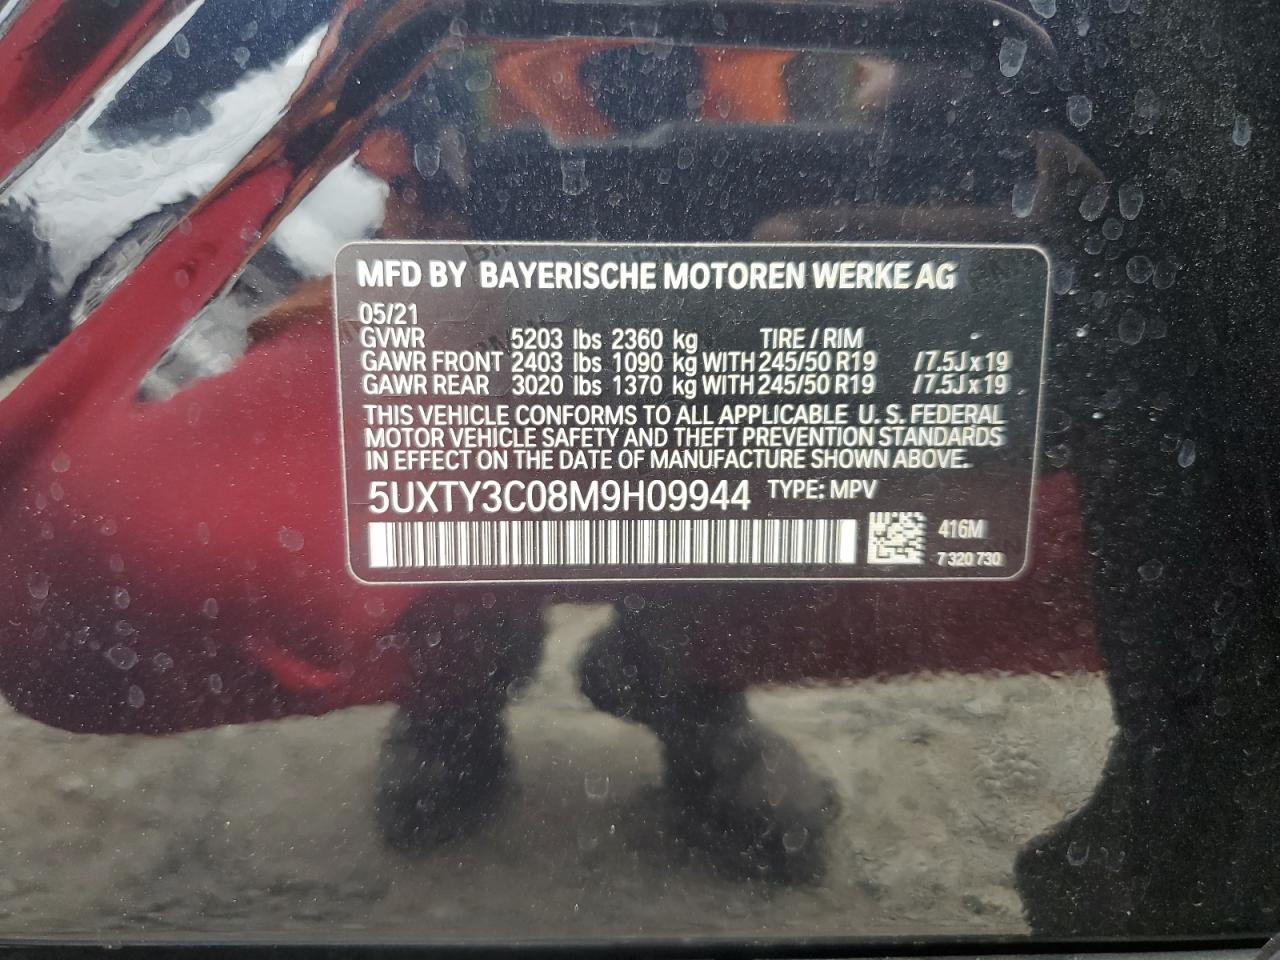 MFD BY BAYERISCHE MOTOREN WERKE AG
05/21
GVWR 5203 lbs 2360 kg TIRE / RIM
GAWR FRONT 2403 lbs 1090 kg WITH 245/50 R19 /7.5J x 19
GAWR REAR 3020 lbs 1370 kg WITH 245/50 R19 /7.5J x 19
THIS VEHICLE CONFORMS TO ALL APPLICABLE U. S. FEDERAL
MOTOR VEHICLE SAFETY AND THEFT PREVENTION STANDARDS
IN EFFECT ON THE DATE OF MANUFACTURE SHOWN ABOVE.
5UXTY3C08M9H09944 TYPE: MPV
416M
7 320 730